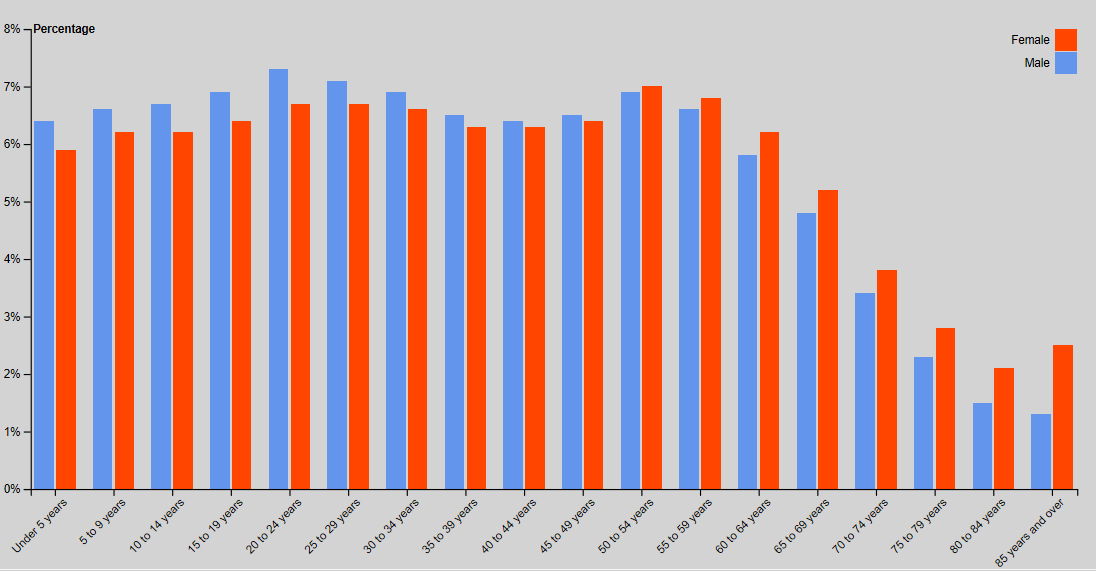 Percentage
Female
Male
8%
7%
6%
5%
4%
3%
2%
1%
0%
Under 5 years
5 to 9 years
10 to 14 years
15 to 19 years
20 to 24 years
25 to 29 years
30 to 34 years
35 to 39 years
40 to 44 years
45 to 49 years
50 to 54 years
55 to 59 years
60 to 64 years
65 to 69 years
70 to 74 years
75 to 79 years
80 to 84 years
85 years and over